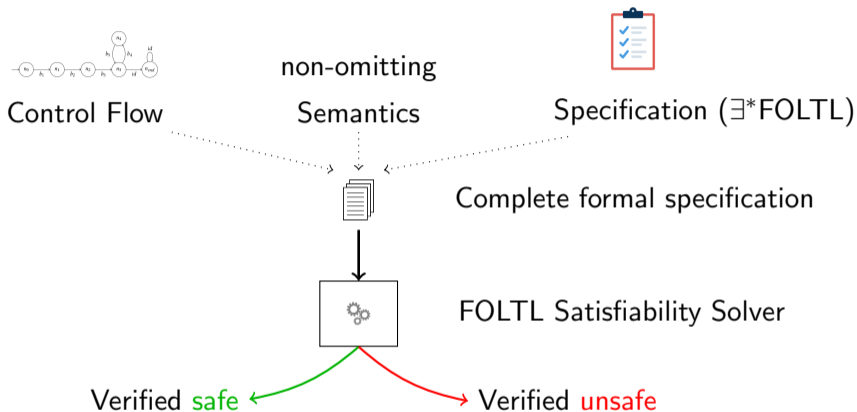 non-omitting
Control Flow
Semantics
Specification (∃*FOLTL)
Complete formal specification
FOLTL Satisfiability Solver
Verified safe
Verified unsafe